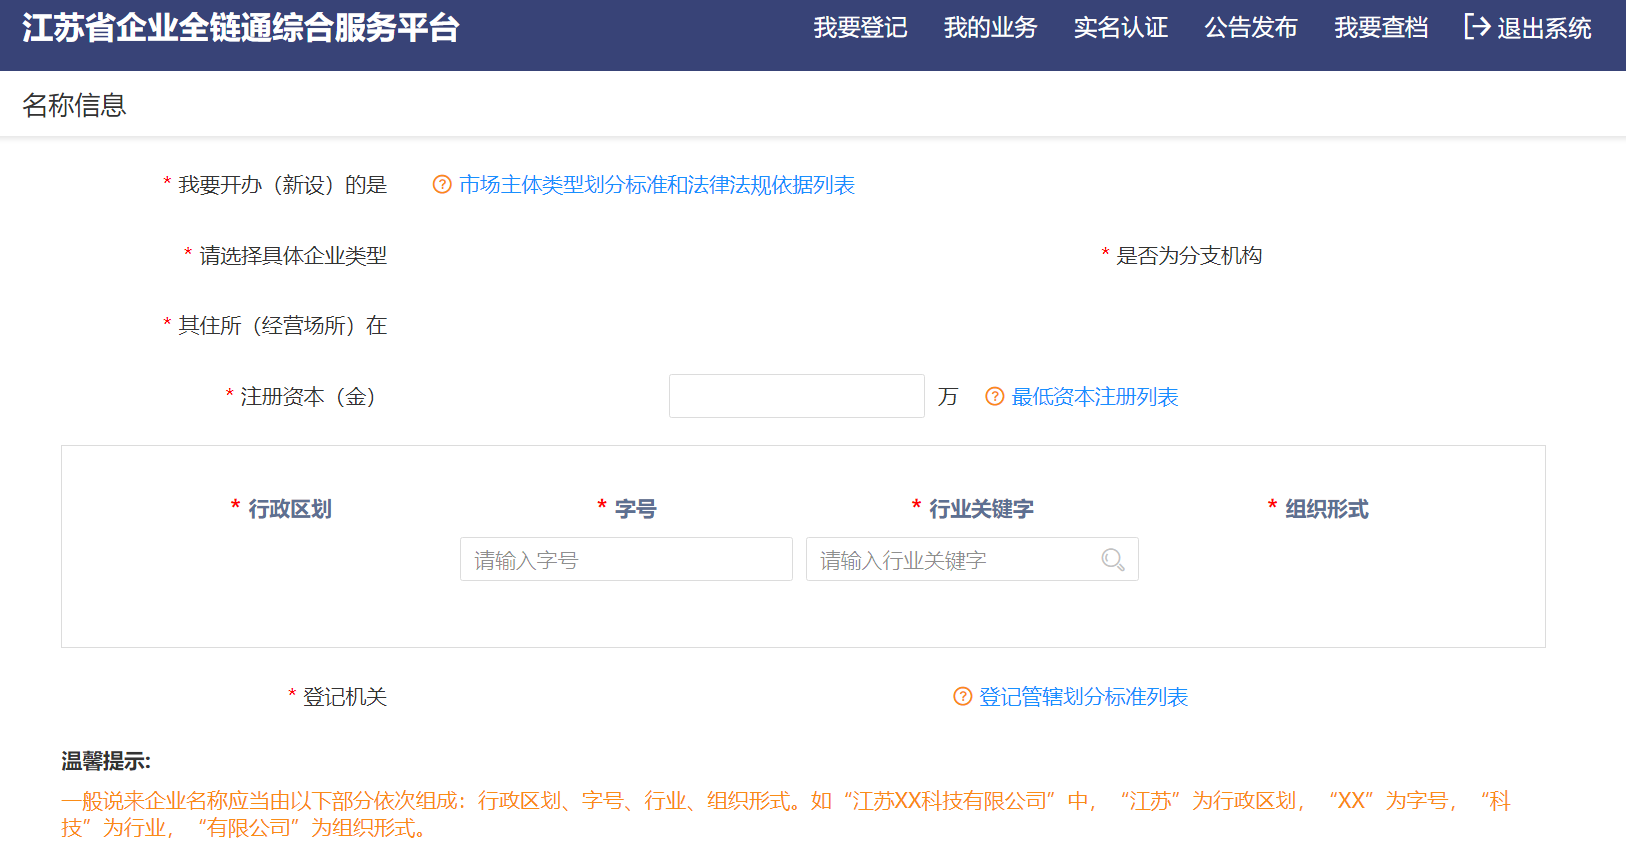 江苏省企业全链通综合服务平台 我要登记 我的业务 实名认证 公告发布 我要查档 退出系统
名称信息
* 我要开办（新设）的是 ? 市场主体类型划分标准和法律法规依据列表
* 请选择具体企业类型 * 是否为分支机构
* 其住所（经营场所）在
* 注册资本（金） 万 ? 最低资本注册列表
* 行政区划 * 字号 * 行业关键字 * 组织形式
请输入字号 请输入行业关键字
* 登记机关 ? 登记管辖划分标准列表
温馨提示:
一般说来企业名称应当由以下部分依次组成：行政区划、字号、行业、组织形式。如“江苏XX科技有限公司”中，“江苏”为行政区划，“XX”为字号，“科
技”为行业，“有限公司”为组织形式。